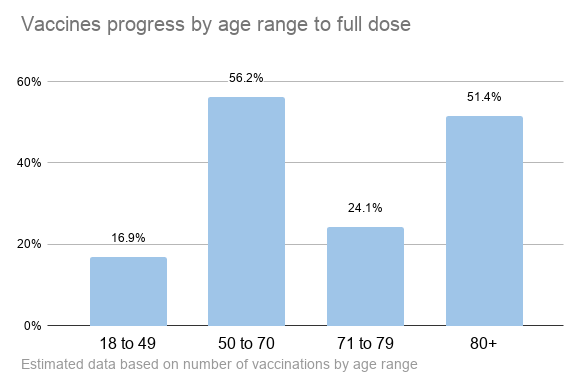 Vaccines progress by age range to full dose
60%
40%
20%
0%
56.2%
51.4%
24.1%
16.9%
18 to 49 50 to 70 71 to 79 80+
Estimated data based on number of vaccinations by age range